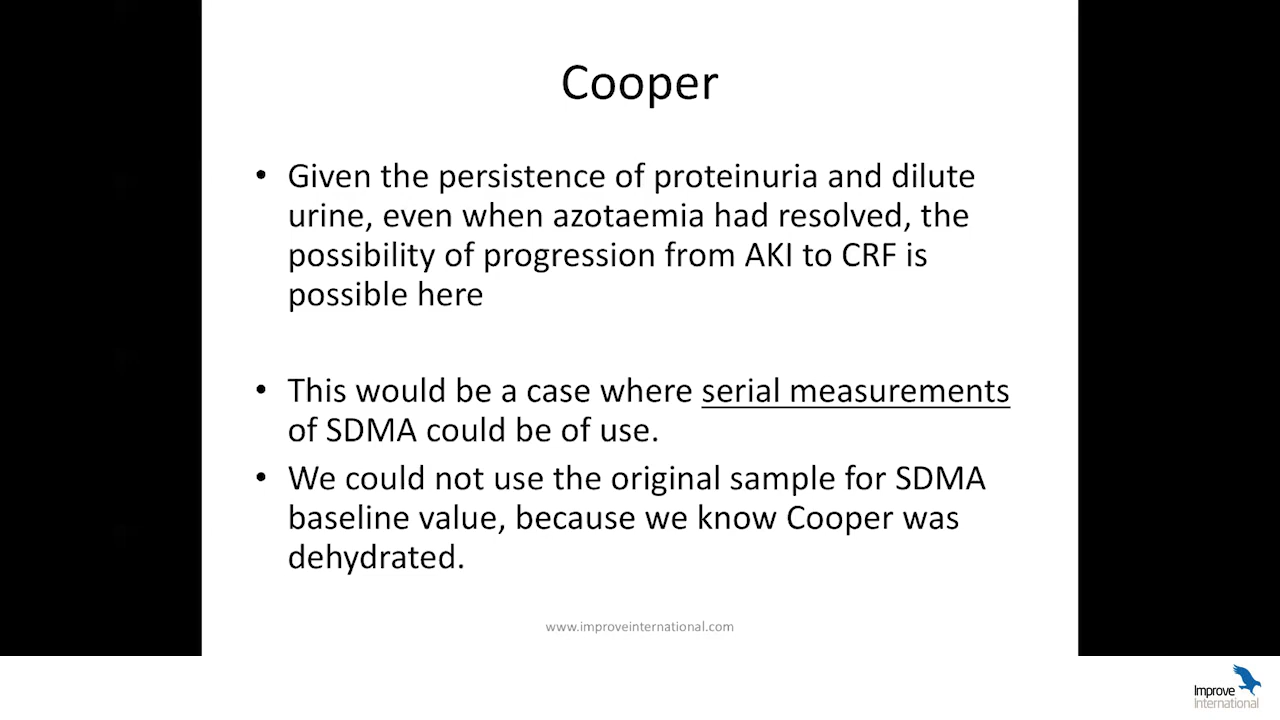 Cooper
• Given the persistence of proteinuria and dilute
urine, even when azotaemia had resolved, the
possibility of progression from AKI to CRF is
possible here
• This would be a case where serial measurements
of SDMA could be of use.
• We could not use the original sample for SDMA
baseline value, because we know Cooper was
dehydrated.
www.improveinternational.com
Improve
International